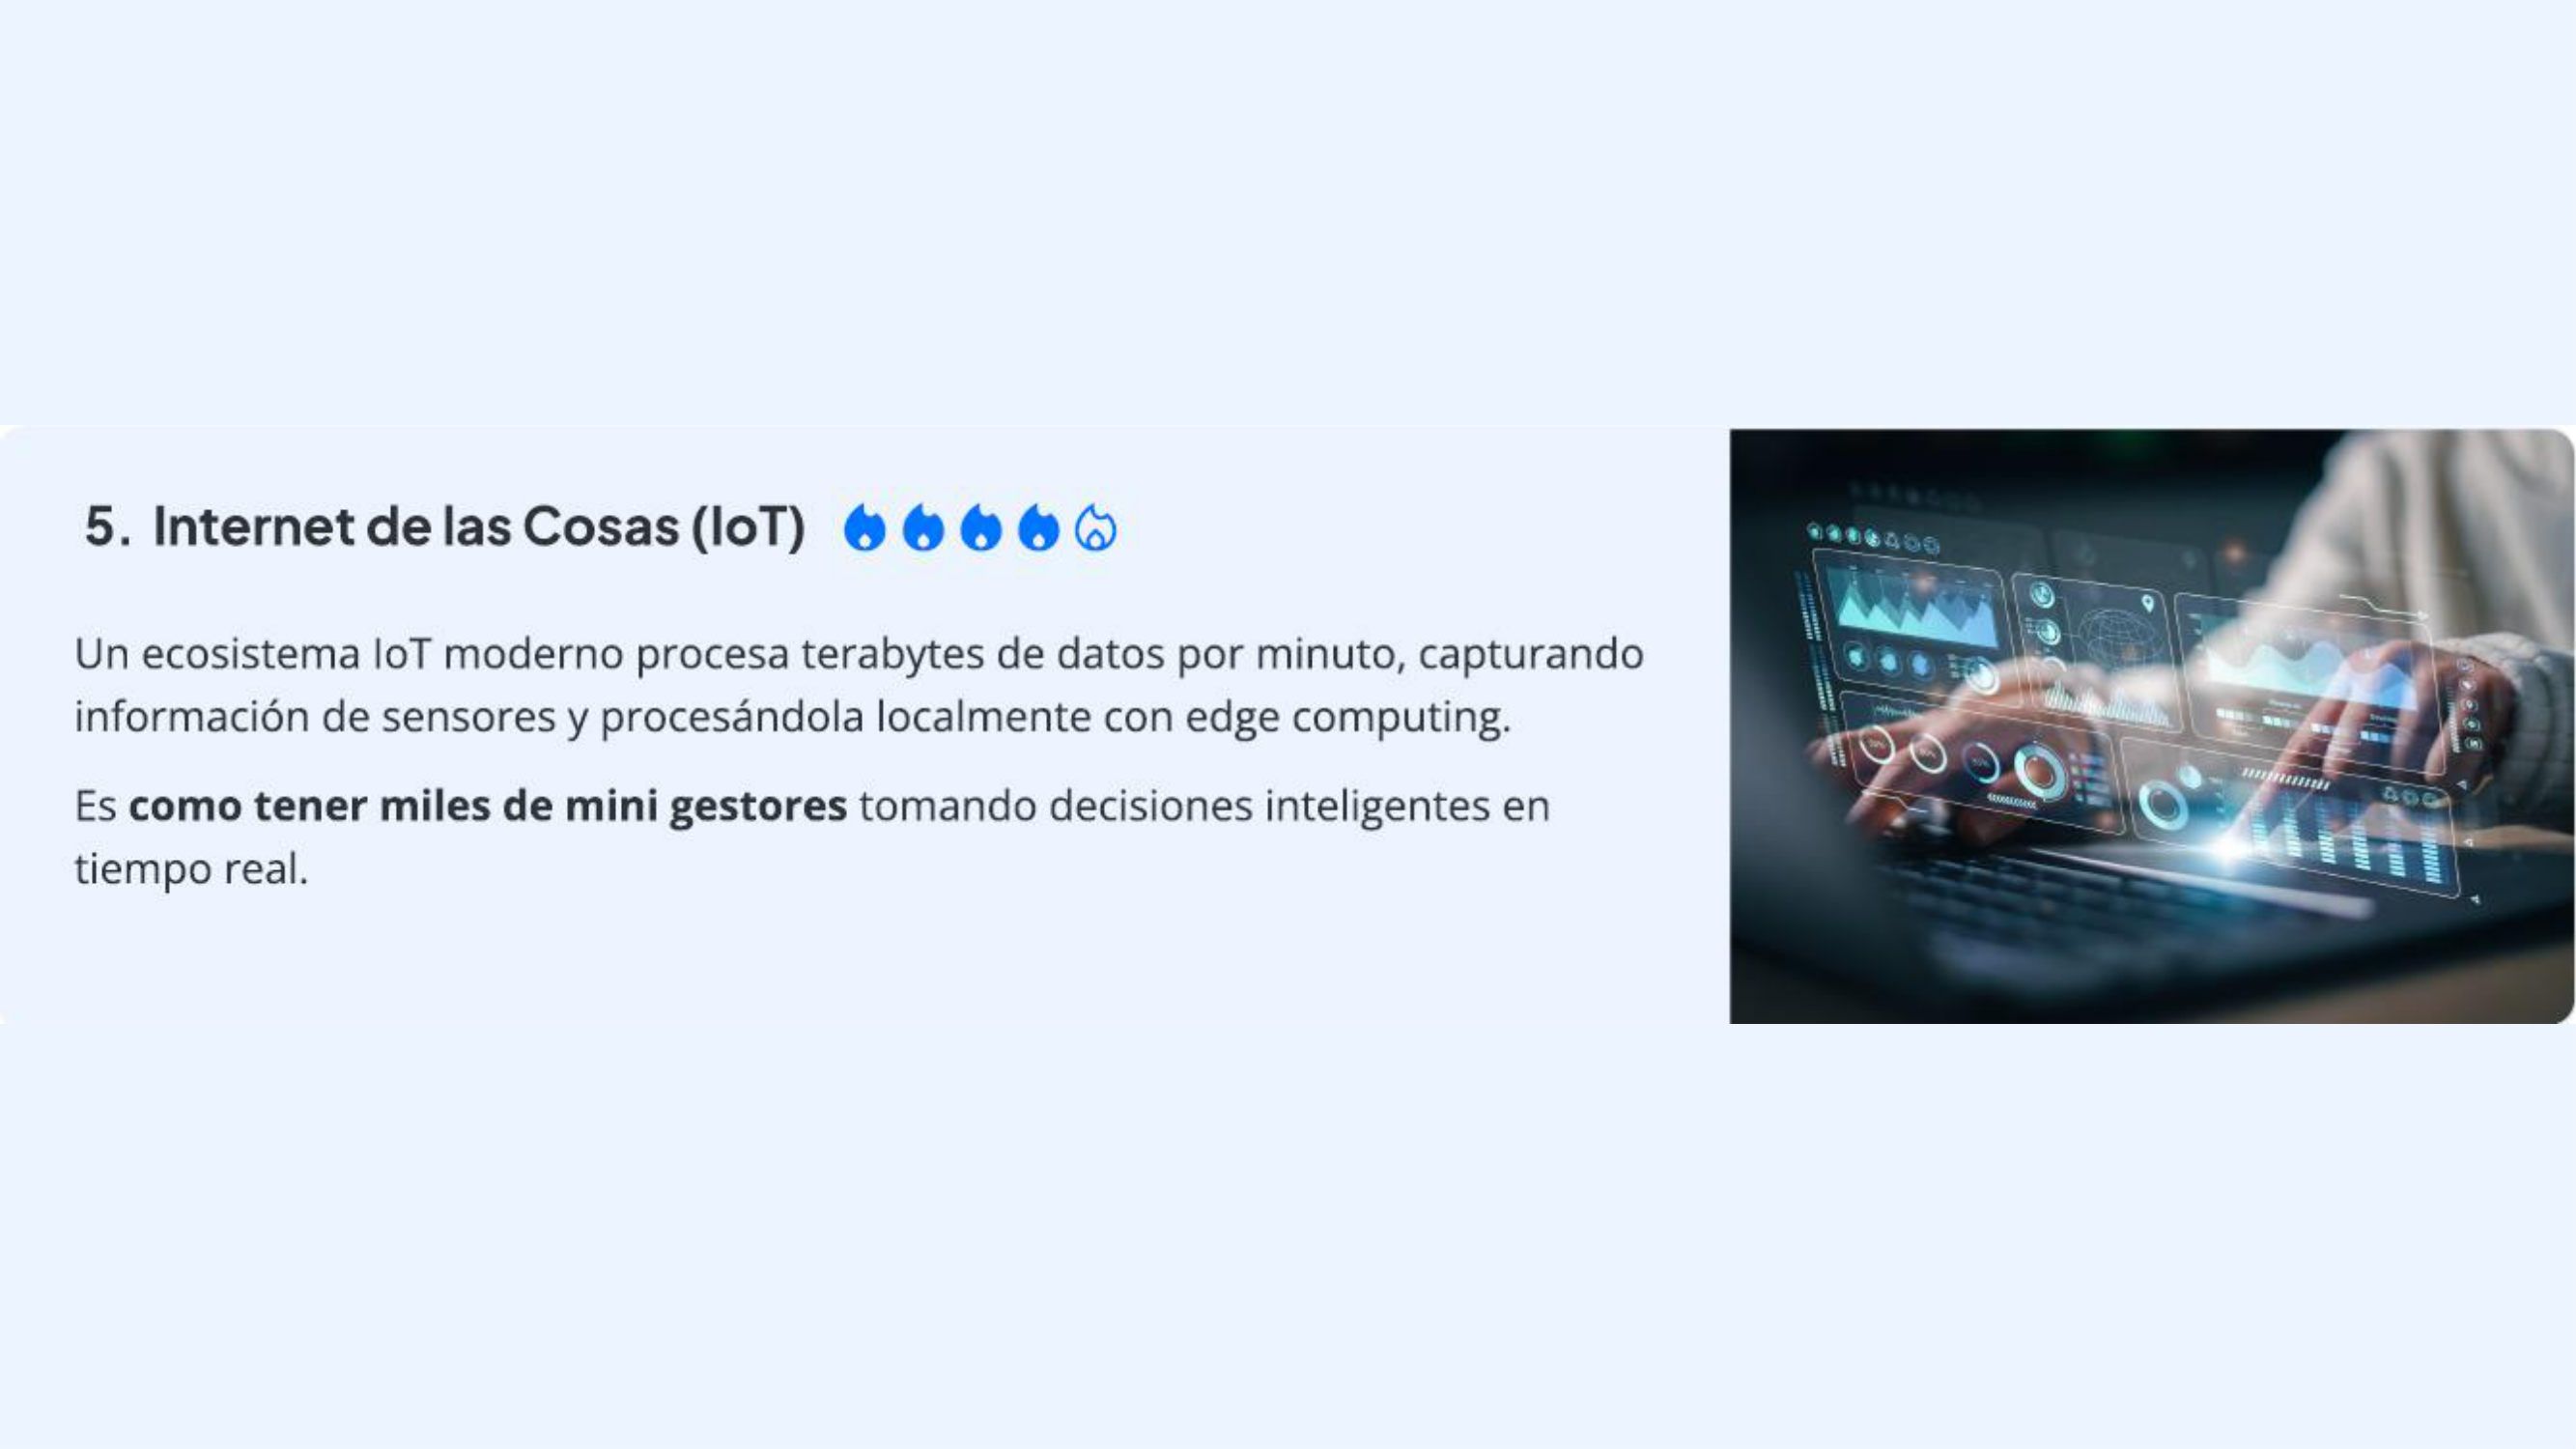 5. Internet de las Cosas (IoT)
Un ecosistema IoT moderno procesa terabytes de datos por minuto, capturando
información de sensores y procesándola localmente con edge computing.
Es como tener miles de mini gestores tomando decisiones inteligentes en
tiempo real.